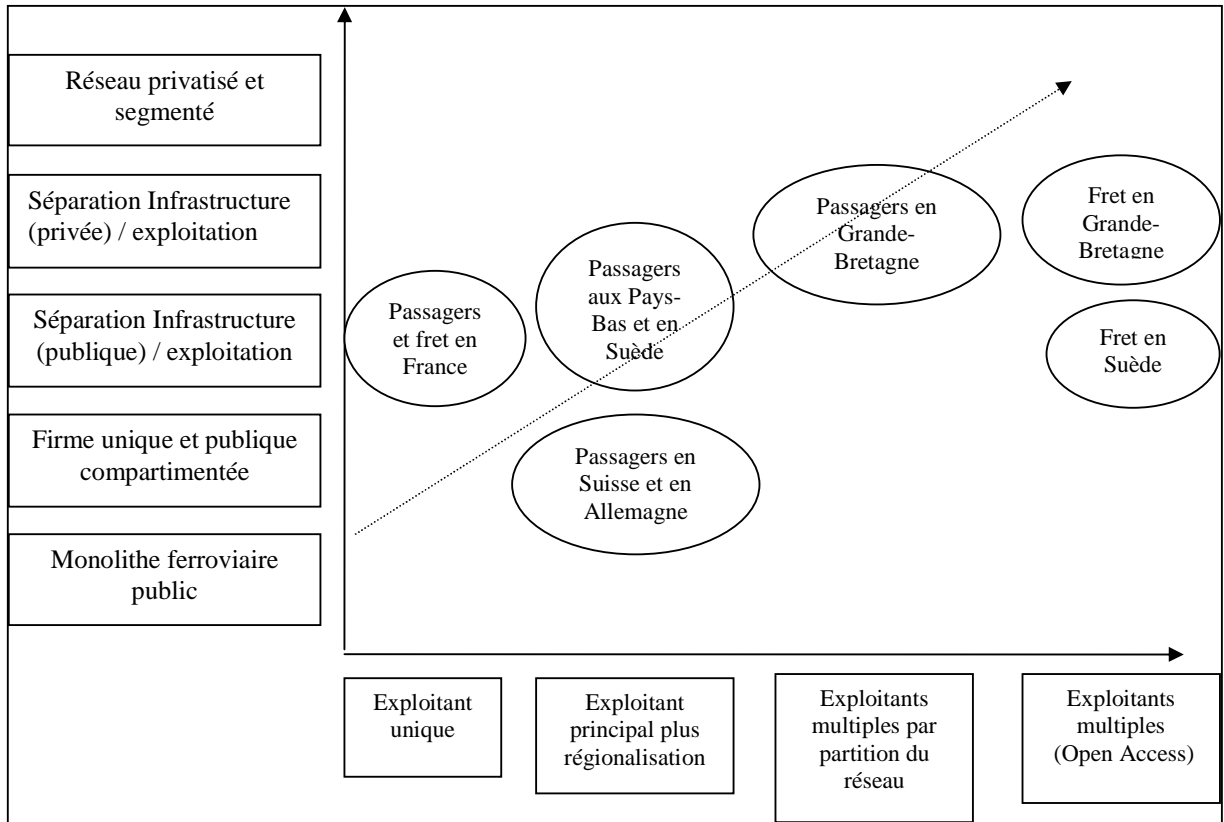 Réseau privatisé et
segmenté
Séparation Infrastructure
(privée) / exploitation
Séparation Infrastructure
(publique) / exploitation
Firme unique et publique
compartimentée
Monolithe ferroviaire
public
Passagers
et fret en
France
Passagers
aux Pays-
Bas et en
Suède
Passagers en
Suisse et en
Allemagne
Passagers en
Grande-
Bretagne
Fret en
Grande-
Bretagne
Fret en
Suède
Exploitant
unique
Exploitant
principal plus
régionalisation
Exploitants
multiples par
partition du
réseau
Exploitants
multiples
(Open Access)